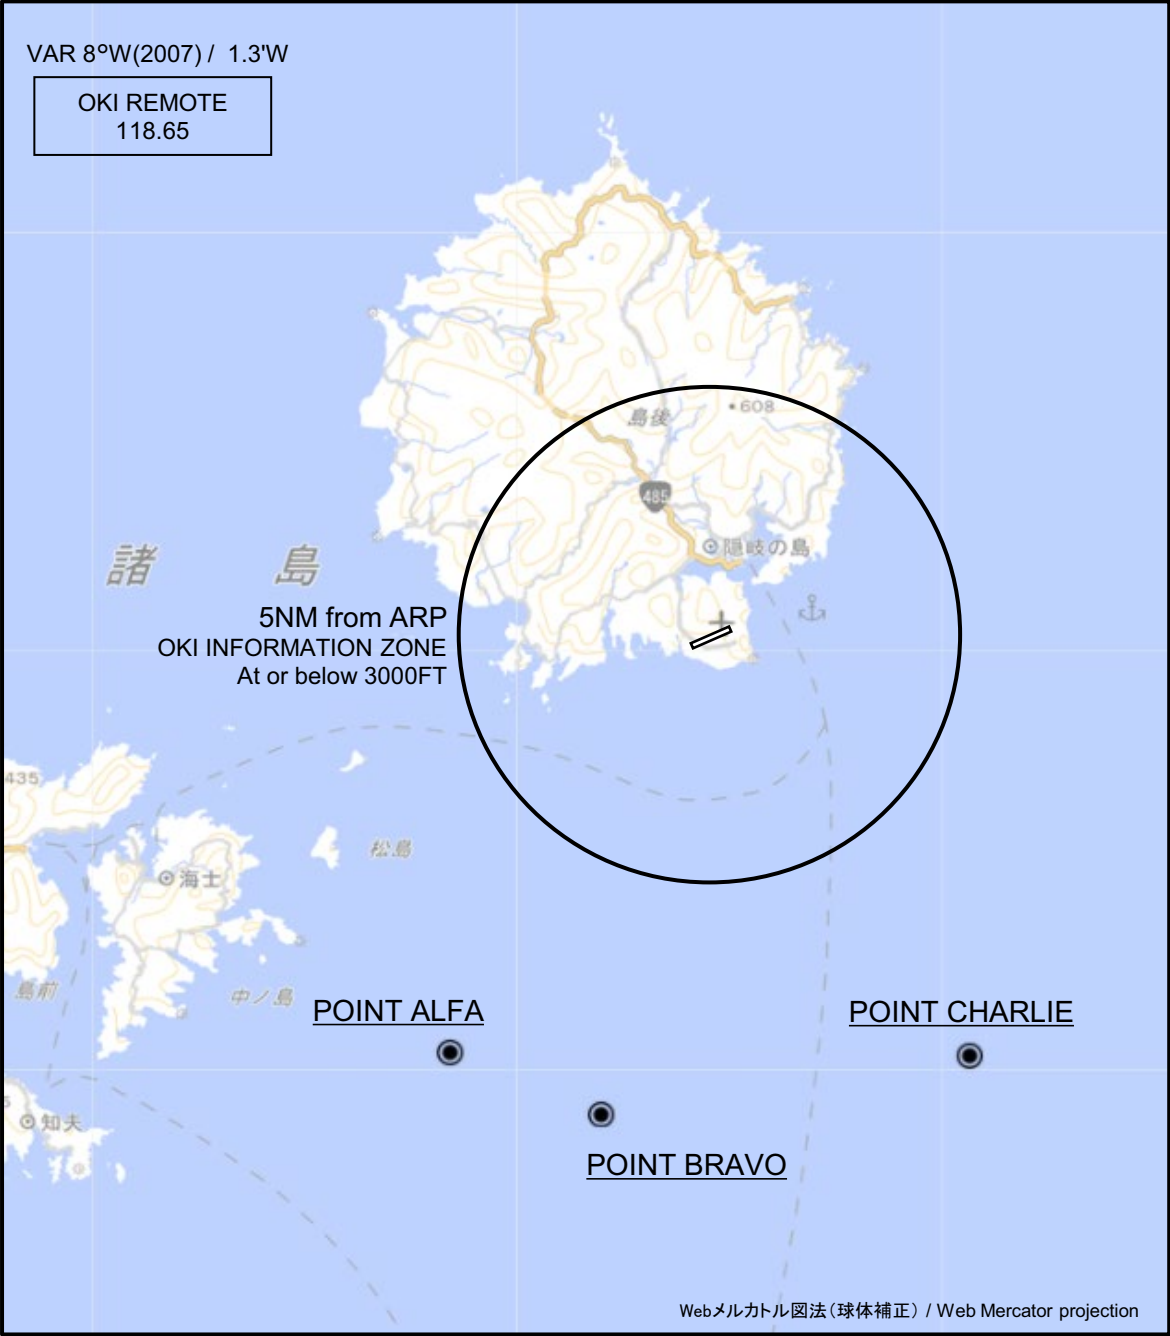 VAR 8°W(2007) /  1.3'W
OKI REMOTE
118.65
608
島後
485
隠岐の島
諸 島
5NM from ARP
OKI INFORMATION ZONE
At or below 3000FT
435
松島
海士
島前
中ノ島
POINT ALFA
POINT CHARLIE
知夫
POINT BRAVO
Webメルカトル図法（球体補正） / Web Mercator projection